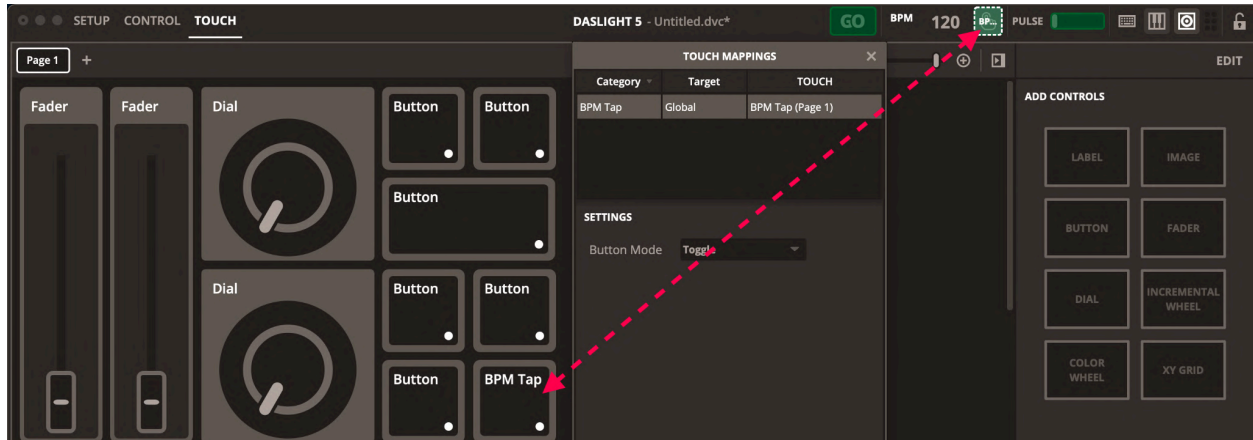 SETUP CONTROL TOUCH DASLIGHT 5 - Untitled.dvc* GO BPM 120 BP... PULSE
Page 1 + EDIT
TOUCH MAPPINGS ×
Category Target TOUCH
BPM Tap Global BPM Tap (Page 1)
SETTINGS
Button Mode Toggle
Fader Fader Dial Button Button
Button
Dial Button Button
Button BPM Tap
ADD CONTROLS
LABEL IMAGE
BUTTON FADER
DIAL INCREMENTAL
WHEEL
COLOR
WHEEL XY GRID